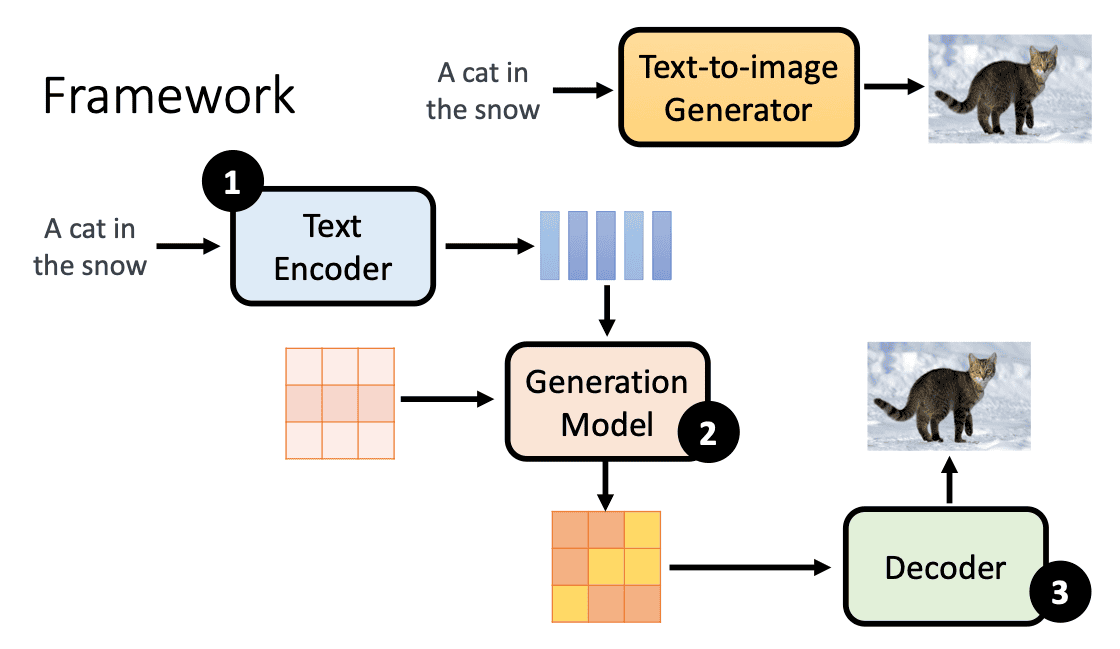 Framework
A cat in
the snow
Text-to-image
Generator
1
A cat in
the snow
Text
Encoder
Generation
Model
2
Decoder
3